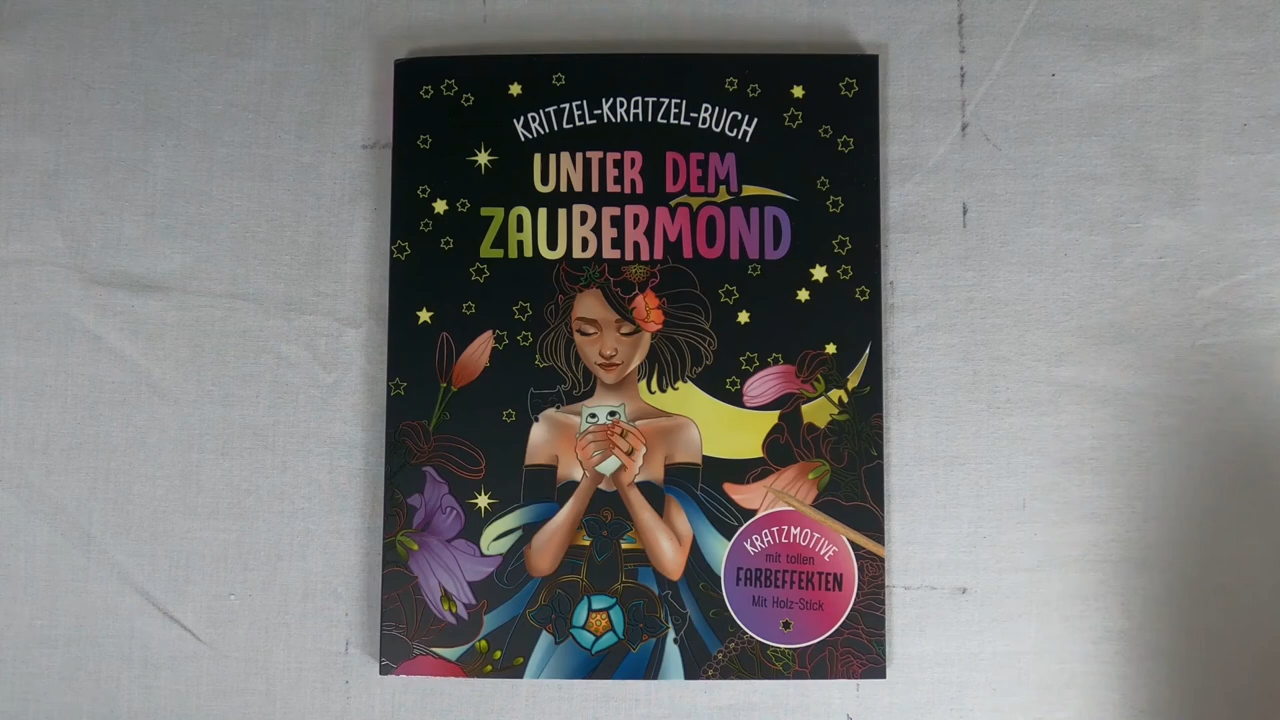 KRITZEL-KRATZEL-BUCH
UNTER DEM
ZAUBERMOND
KRATZMOTIVE
mit tollen
FARBEFFEKTEN
Mit Holz-Stick